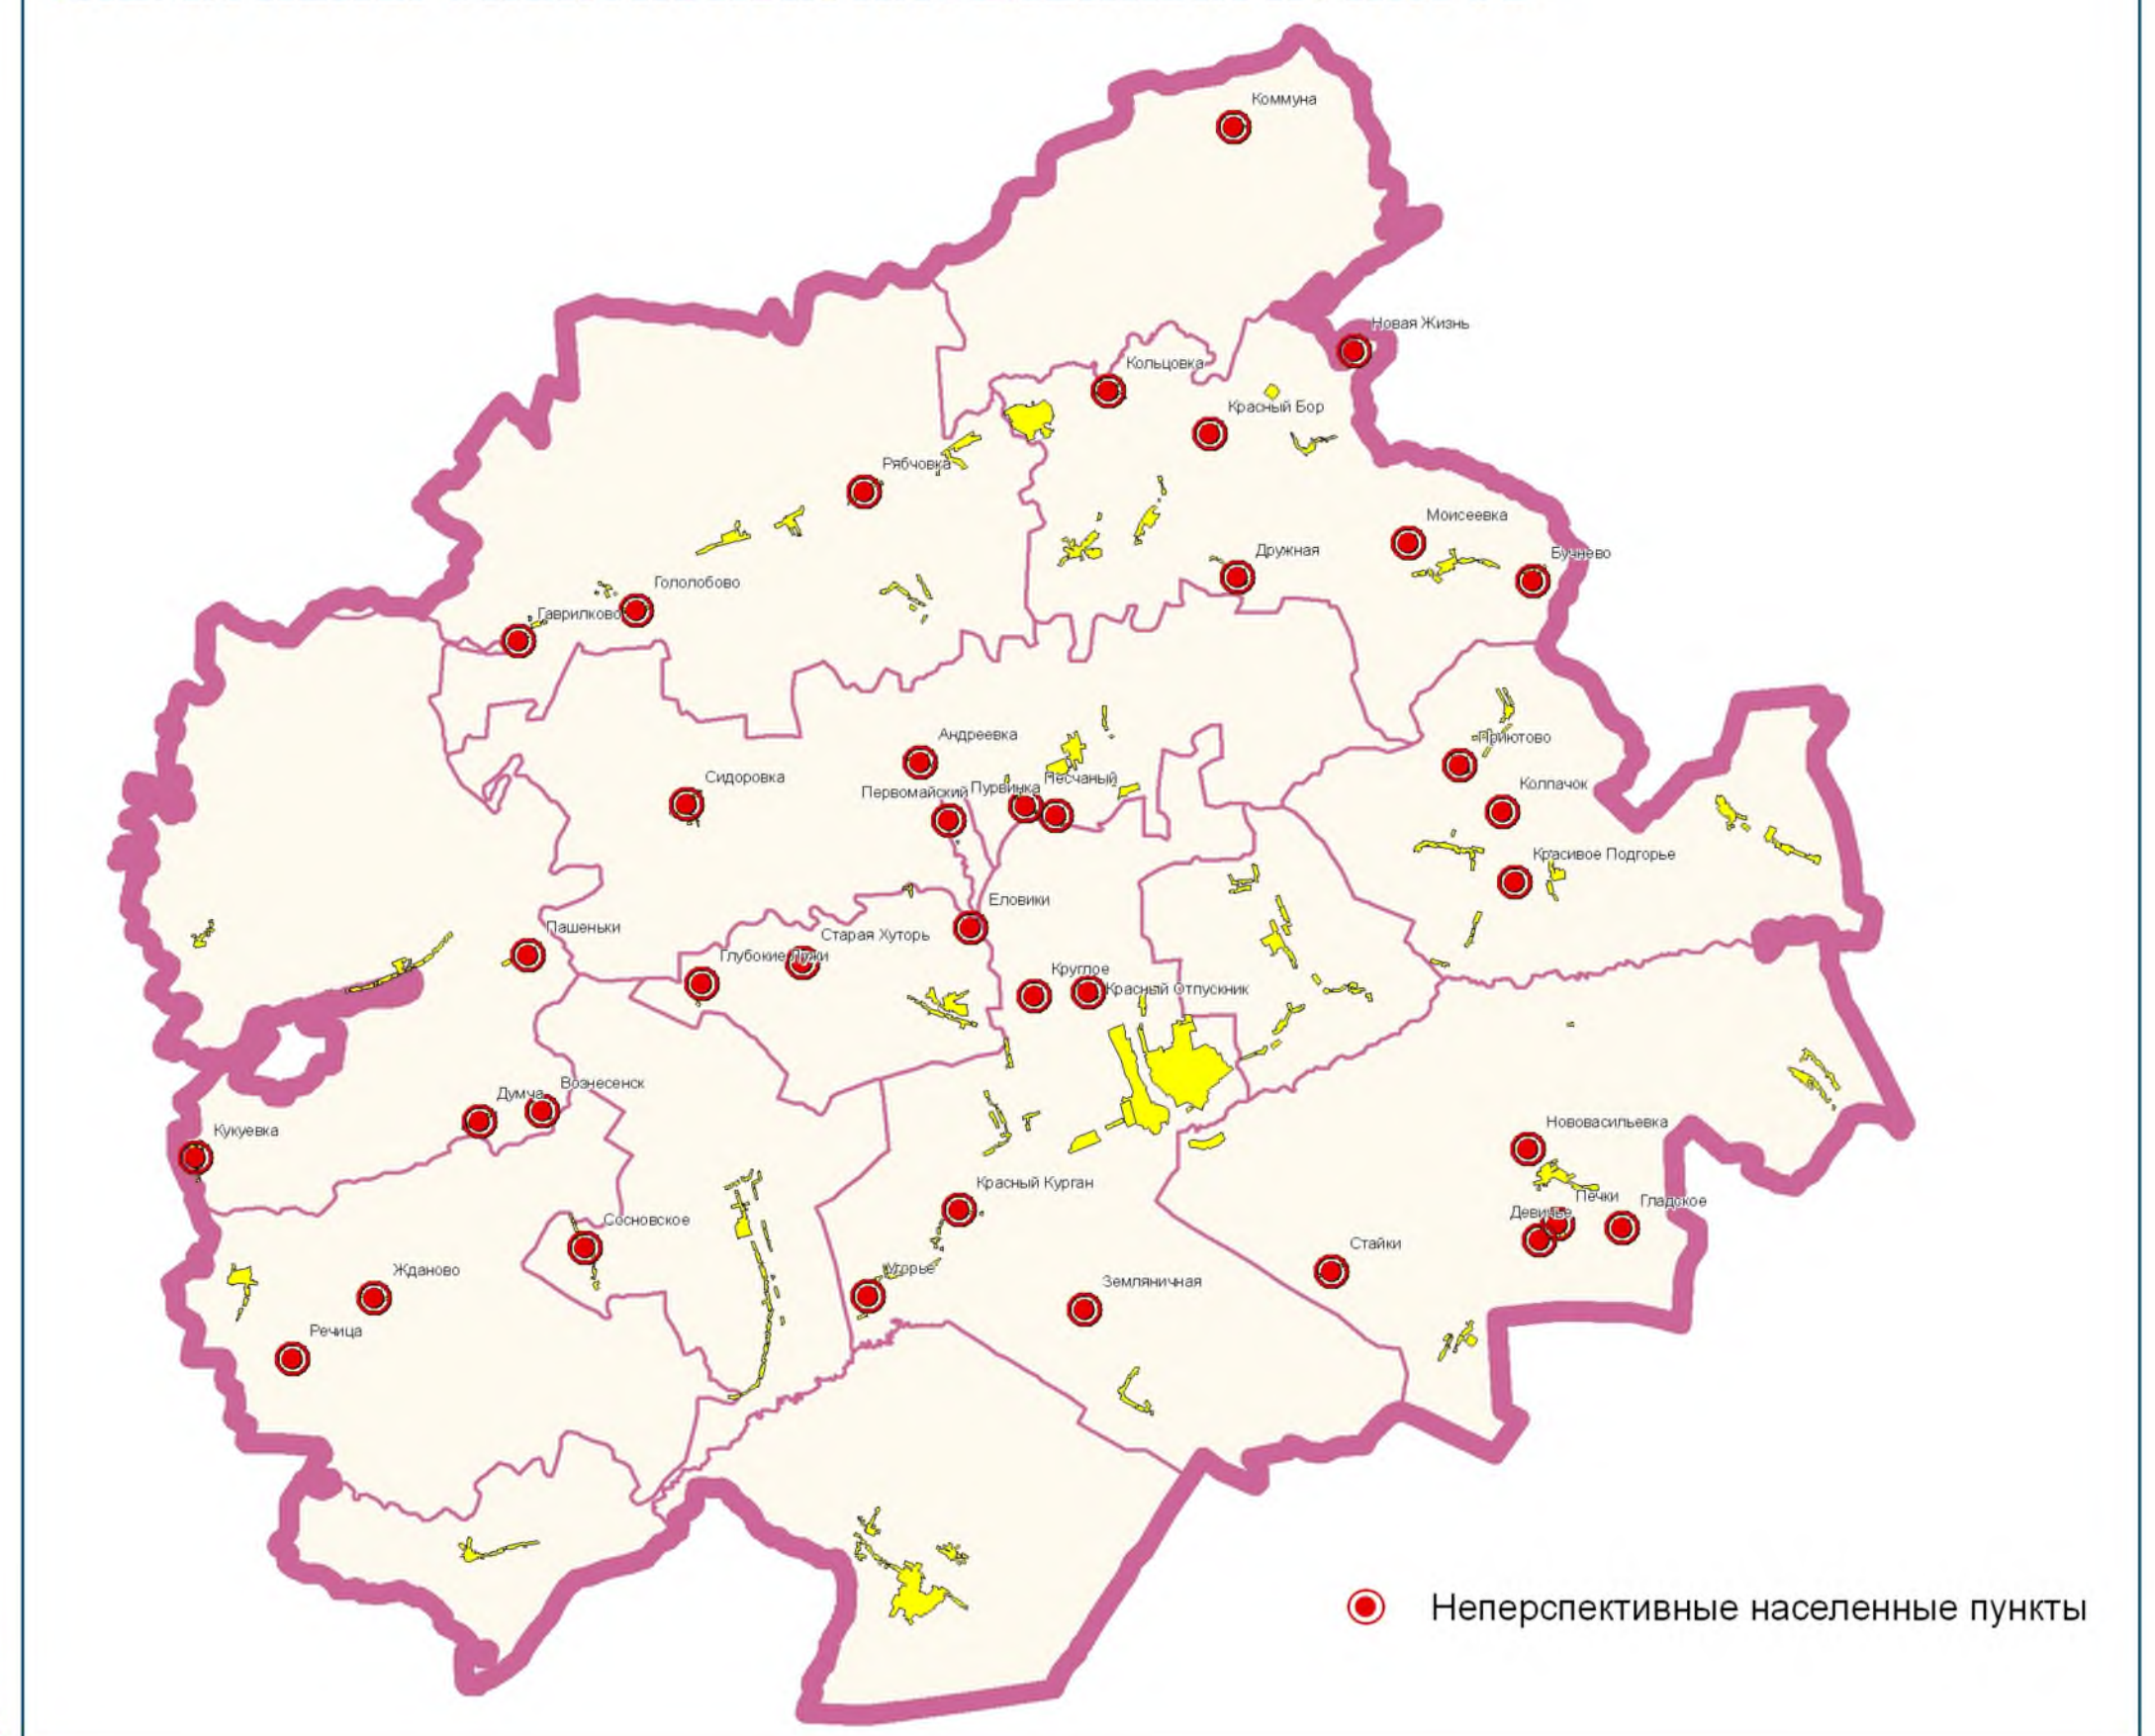 Коммуна
Новая Жизнь
Кольцовка
Красный Бор
Рябчовка
Моисеевка
Дружная
Бучнево
Гололобово
Гаврилково
Андреевка
Приютово
Сидоровка
Песчаный
Первомайский
Пурвинка
Колпачок
Красивое Подгорье
Еловики
Пашеньки
Старая Хуторь
Глубокие Лужи
Круглое
Красный Отпускник
Вознесенск
Думча
Нововасильевка
Кукуевка
Красный Курган
Печки
Гладское
Девичье
Сосновское
Стайки
Жданово
Угорье
Земляничная
Речица
Неперспективные населенные пункты